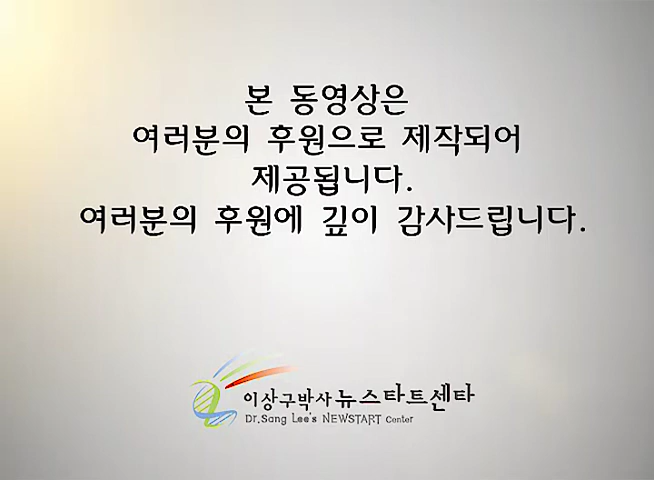 본 동영상은
여러분의 후원으로 제작되어
제공됩니다.
여러분의 후원에 깊이 감사드립니다.
이상구박사 뉴스타트센타
Dr.Sang Lee's NEWSTART Center